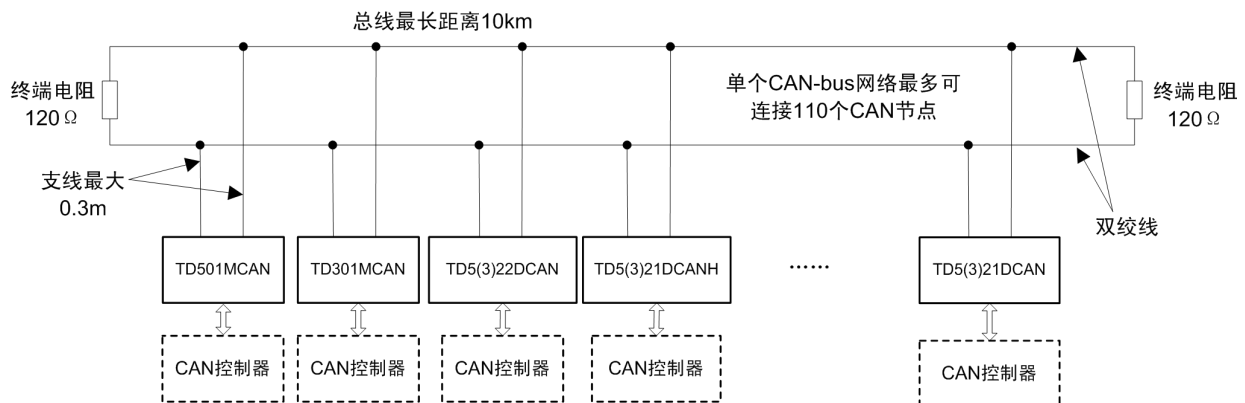 总线最长距离10km
终端电阻
120Ω
单个CAN-bus网络最多可
连接110个CAN节点
终端电阻
120Ω
支线最大
0.3m
双绞线
TD501MCAN
TD301MCAN
TD5(3)22DCAN
TD5(3)21DCANH
……
TD5(3)21DCAN
CAN控制器
CAN控制器
CAN控制器
CAN控制器
CAN控制器